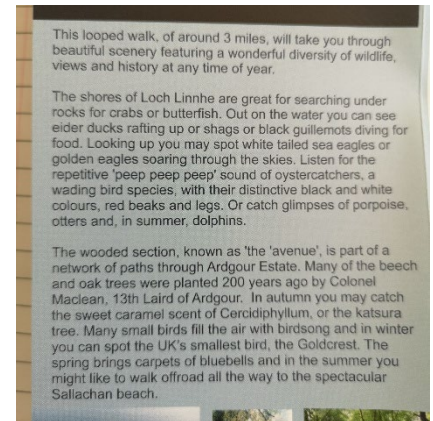 This looped walk, of around 3 miles, will take you through
beautiful scenery featuring a wonderful diversity of wildlife,
views and history at any time of year.
The shores of Loch Linnhe are great for searching under
rocks for crabs or butterfish. Out on the water you can see
eider ducks rafting up or shags or black guillemots diving for
food. Looking up you may spot white tailed sea eagles or
golden eagles soaring through the skies. Listen for the
repetitive 'peep peep peep' sound of oystercatchers, a
wading bird species, with their distinctive black and white
colours, red beaks and legs. Or catch glimpses of porpoise,
otters and, in summer, dolphins.
The wooded section, known as 'the 'avenue', is part of a
network of paths through Ardgour Estate. Many of the beech
and oak trees were planted 200 years ago by Colonel
Maclean, 13th Laird of Ardgour. In autumn you may catch
the sweet caramel scent of Cercidiphyllum, or the katsura
tree. Many small birds fill the air with birdsong and in winter
you can spot the UK's smallest bird, the Goldcrest. The
spring brings carpets of bluebells and in the summer you
might like to walk offroad all the way to the spectacular
Sallachan beach.